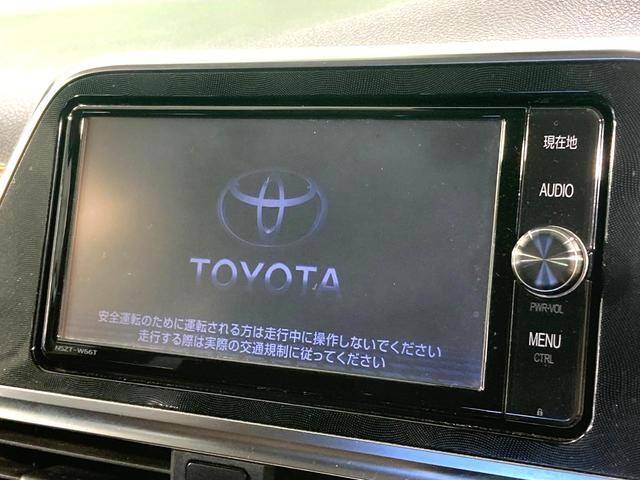 現在地
AUDIO
TOYOTA
PWR-VOL
安全運転のために運転される方は走行中に操作しないでください
走行する際は実際の交通規制に従ってください
MENU
CTRL
NSZT-W66T